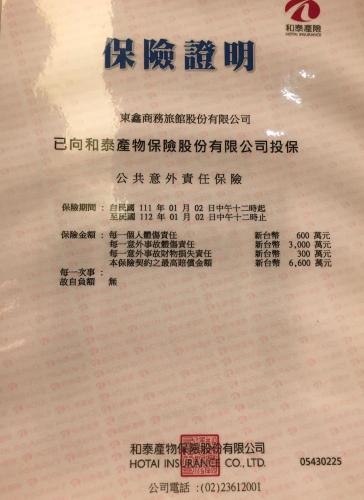 和泰產險
HOTAI INSURANCE
保險證明
東鑫商務旅館股份有限公司
已向和泰產物保險股份有限公司投保
公共意外責任保險
保險期間：自民國 111 年 01 月 02 日中午十二時起
至民國 112 年 01 月 02 日中午十二時止
保險金額：每一個人體傷責任 新台幣 600 萬元
每一意外事故體傷責任 新台幣 3,000 萬元
每一意外事故財物損失責任 新台幣 300 萬元
本保險契約之最高賠償金額 新台幣 6,600 萬元
每一次事：
故自負額 無
和泰產物保險股份有限公司
HOTAI INSURANCE CO., LTD.
05430225
公司電話：(02)23612001